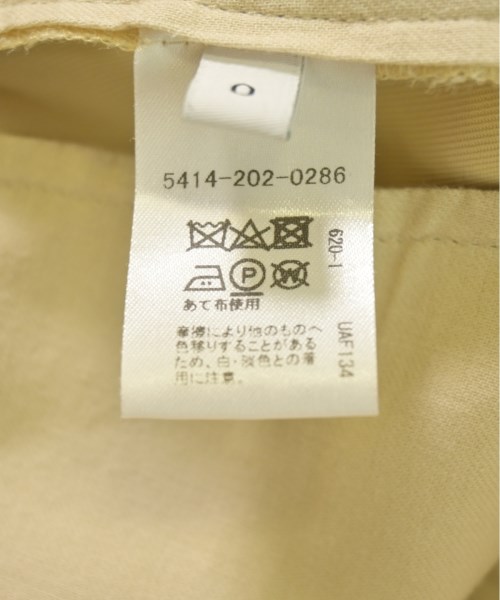 0
5414-202-0286
620-1
P W
あて布使用
摩擦により他のものへ
色移りすることがある
ため、白・淡色との着
用に注意。
UAF134